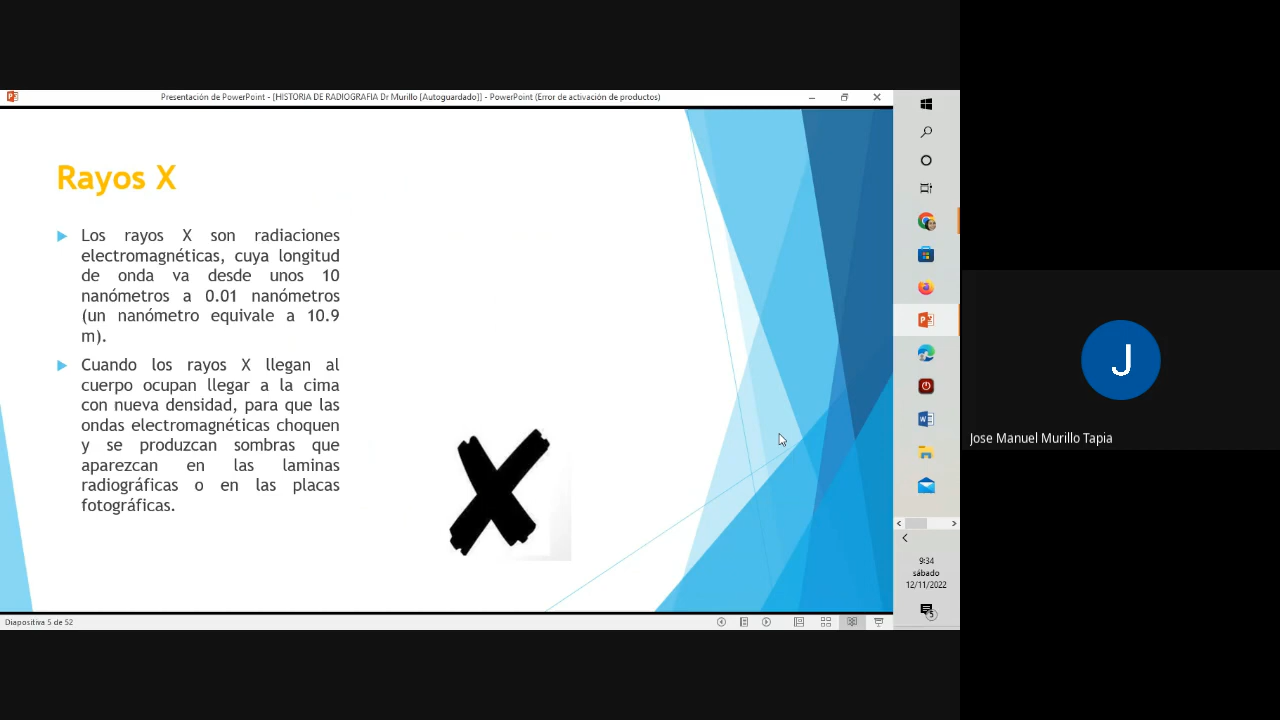 Presentación de PowerPoint - [HISTORIA DE RADIOGRAFIA Dr Murillo [Autoguardado]] - PowerPoint (Error de activación de productos)
Rayos X
Los rayos X son radiaciones
electromagnéticas, cuya longitud
de onda va desde unos 10
nanómetros a 0.01 nanómetros
(un nanómetro equivale a 10.9
m).
Cuando los rayos X llegan al
cuerpo ocupan llegar a la cima
con nueva densidad, para que las
ondas electromagnéticas choquen
y se produzcan sombras que
aparezcan en las laminas
radiográficas o en las placas
fotográficas.
X
Diapositiva 5 de 52
9:34
sábado
12/11/2022
5
J
Jose Manuel Murillo Tapia